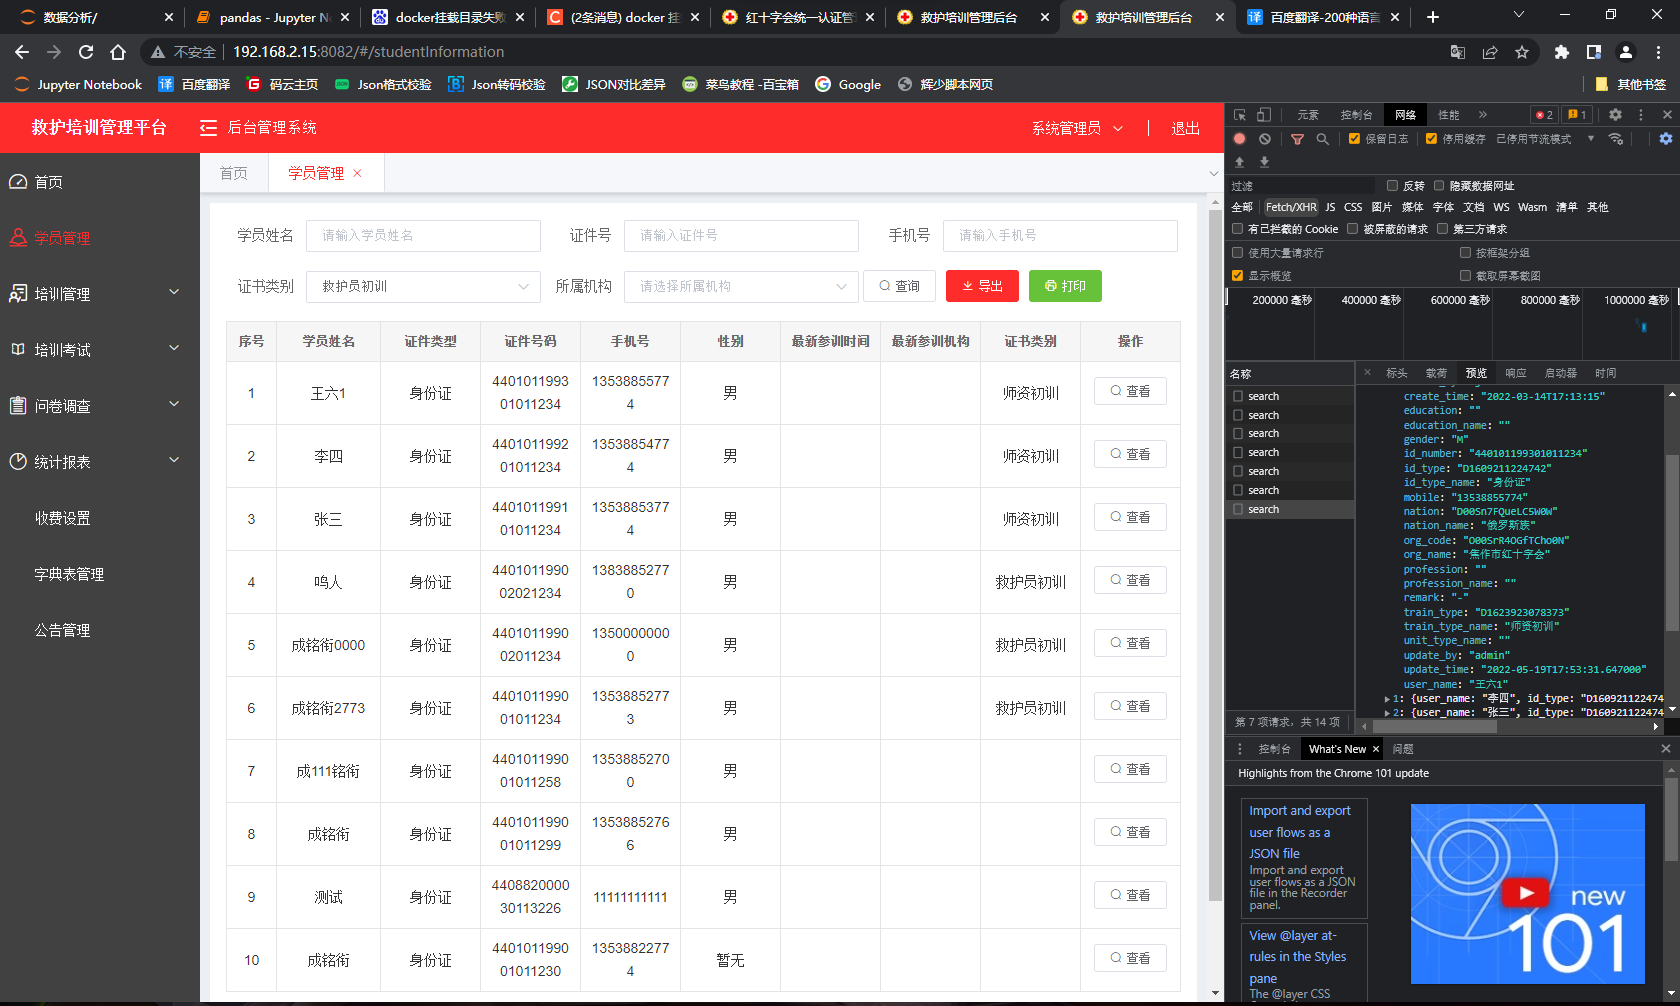 数据分析/
pandas - Jupyter N
docker挂载目录失败
(2条消息) docker 挂
红十字会统一认证管
救护培训管理后台
救护培训管理后台
百度翻译-200种语言
不安全
192.168.2.15:8082/#/studentInformation
Jupyter Notebook
百度翻译
码云主页
Json格式校验
Json转码校验
JSON对比差异
菜鸟教程 -百宝箱
Google
辉少脚本网页
其他书签
救护培训管理平台
后台管理系统
系统管理员
退出
首页
学员管理
培训管理
培训考试
问卷调查
统计报表
收费设置
字典表管理
公告管理
首页
学员管理
学员姓名 请输入学员姓名 证件号 请输入证件号 手机号 请输入手机号
证书类别 救护员初训 所属机构 请选择所属机构 查询 导出 打印
序号 学员姓名 证件类型 证件号码 手机号 性别 最新参训时间 最新参训机构 证书类别 操作
1 王六1 身份证 440101199301011234 13538855774 男 师资初训 查看
2 李四 身份证 440101199201011234 13538854774 男 师资初训 查看
3 张三 身份证 440101199101011234 13538853774 男 师资初训 查看
4 鸣人 身份证 440101199002021234 13838852770 男 救护员初训 查看
5 成铭衔0000 身份证 440101199002011234 13500000000 男 救护员初训 查看
6 成铭衔2773 身份证 440101199001011234 13538852773 男 救护员初训 查看
7 成111铭衔 身份证 440101199001011258 13538852700 男 查看
8 成铭衔 身份证 440101199001011299 13538852766 男 查看
9 测试 身份证 440882000030113226 11111111111 男 查看
10 成铭衔 身份证 440101199001011230 13538822774 暂无 查看
元素 控制台 网络 性能 2 1
保留日志 停用缓存 已停用节流模式
过滤 反转 隐藏数据网址
全部 Fetch/XHR JS CSS 图片 媒体 字体 文档 WS Wasm 清单 其他
有已拦截的 Cookie 被屏蔽的请求 第三方请求
使用大量请求行 按框架分组
显示概览 截取屏幕截图
200000 毫秒 400000 毫秒 600000 毫秒 800000 毫秒 1000000 毫秒
名称
search
search
search
search
search
search
search
第 7 项请求，共 14 项
标头 载荷 预览 响应 启动器 时间
create_time: "2022-03-14T17:13:15"
education: ""
education_name: ""
gender: "M"
id_number: "440101199301011234"
id_type: "D1609211224742"
id_type_name: "身份证"
mobile: "13538855774"
nation: "D00Sn7FQueLC5W0W"
nation_name: "俄罗斯族"
org_code: "O00SrR4OGfTCho0N"
org_name: "焦作市红十字会"
profession: ""
profession_name: ""
remark: "-"
train_type: "D1623923078373"
train_type_name: "师资初训"
unit_type_name: ""
update_by: "admin"
update_time: "2022-05-19T17:53:31.647000"
user_name: "王六1"
1: {user_name: "李四", id_type: "D160921122474
2: {user_name: "张三", id_type: "D160921122474
控制台 What's New 问题
Highlights from the Chrome 101 update
Import and export
user flows as a
JSON file
Import and export
user flows as a JSON
file in the Recorder
panel.
View @layer at-
rules in the Styles
pane
The @layer CSS
new
101